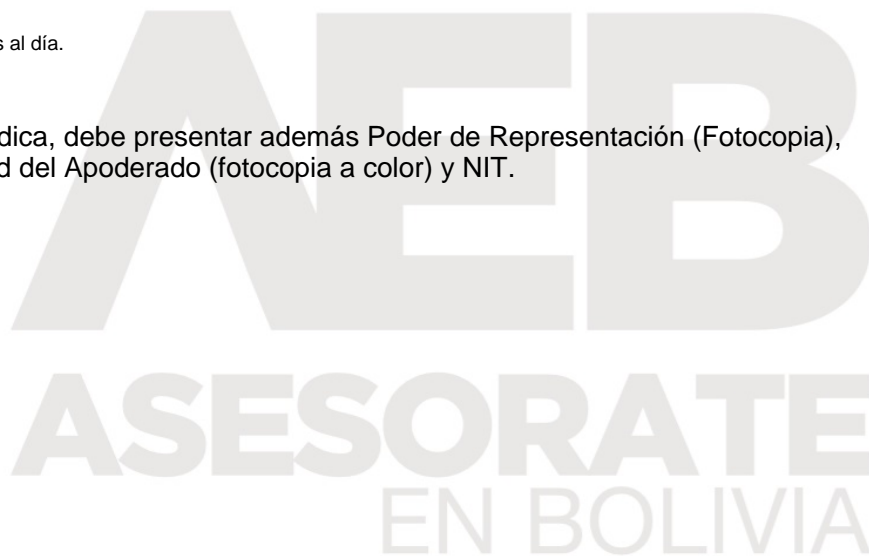 s al día.
dica, debe presentar además Poder de Representación (Fotocopia),
d del Apoderado (fotocopia a color) y NIT.
AEB
ASESORATE
EN BOLIVIA